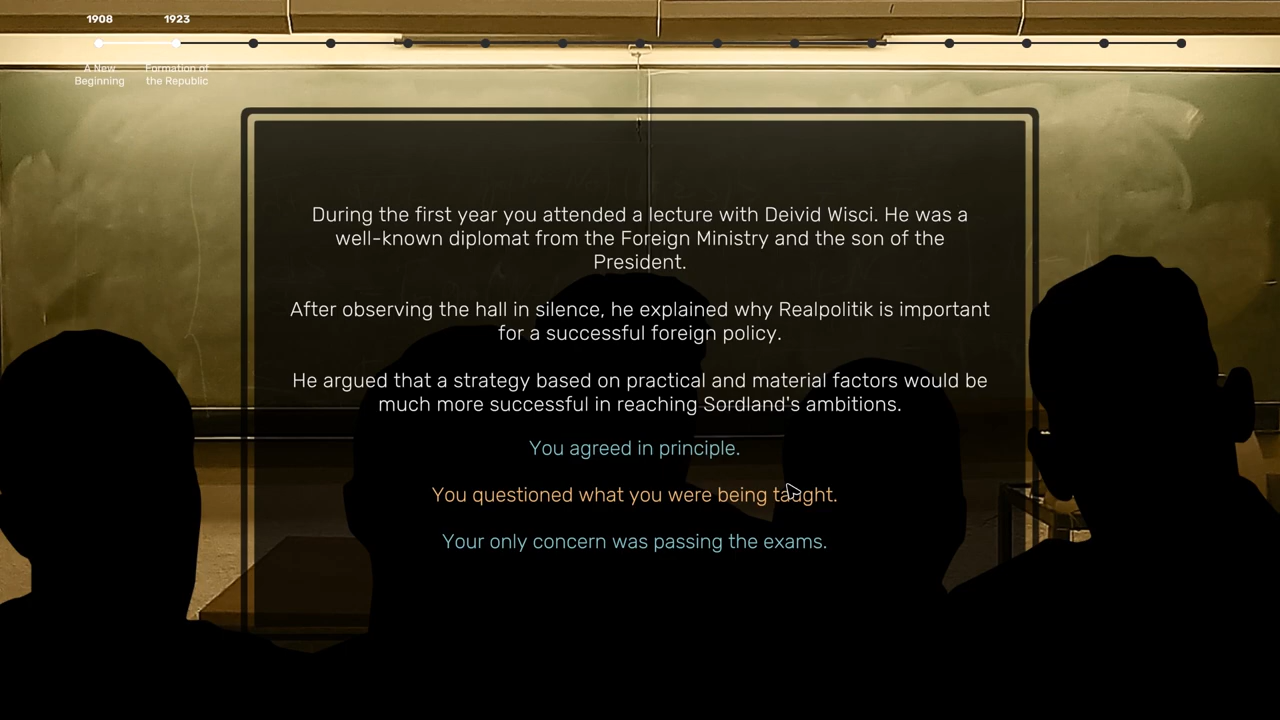 1908 1923
A New Formation of
Beginning the Republic
During the first year you attended a lecture with Deivid Wisci. He was a
well-known diplomat from the Foreign Ministry and the son of the
President.
After observing the hall in silence, he explained why Realpolitik is important
for a successful foreign policy.
He argued that a strategy based on practical and material factors would be
much more successful in reaching Sordland's ambitions.
You agreed in principle.
You questioned what you were being taught.
Your only concern was passing the exams.